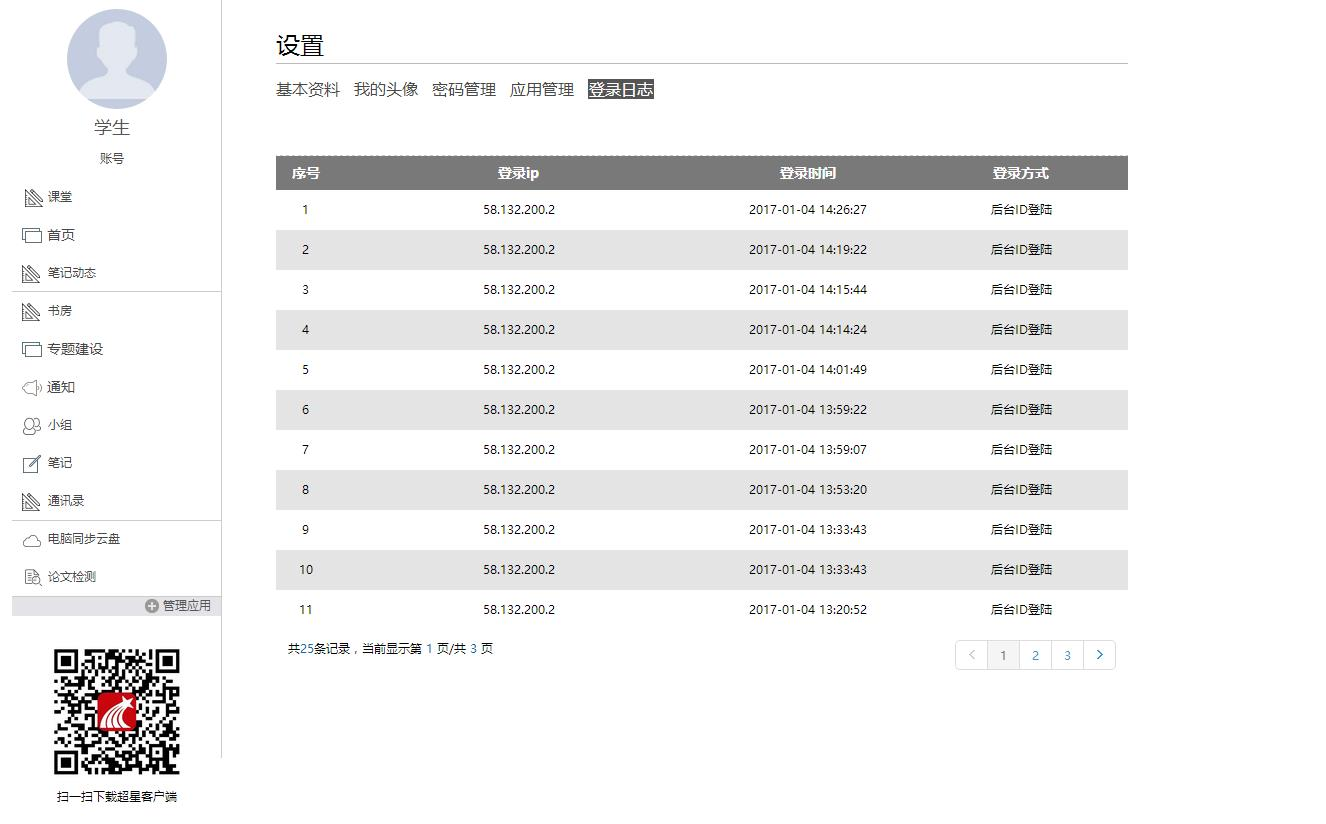 学生
账号
课堂
首页
笔记动态
书房
专题建设
通知
小组
笔记
通讯录
电脑同步云盘
论文检测
管理应用
扫一扫下载超星客户端
设置
基本资料 我的头像 密码管理 应用管理 登录日志
序号 登录ip 登录时间 登录方式
1 58.132.200.2 2017-01-04 14:26:27 后台ID登陆
2 58.132.200.2 2017-01-04 14:19:22 后台ID登陆
3 58.132.200.2 2017-01-04 14:15:44 后台ID登陆
4 58.132.200.2 2017-01-04 14:14:24 后台ID登陆
5 58.132.200.2 2017-01-04 14:01:49 后台ID登陆
6 58.132.200.2 2017-01-04 13:59:22 后台ID登陆
7 58.132.200.2 2017-01-04 13:59:07 后台ID登陆
8 58.132.200.2 2017-01-04 13:53:20 后台ID登陆
9 58.132.200.2 2017-01-04 13:33:43 后台ID登陆
10 58.132.200.2 2017-01-04 13:33:43 后台ID登陆
11 58.132.200.2 2017-01-04 13:20:52 后台ID登陆
共25条记录，当前显示第 1 页/共 3 页
< 1 2 3 >